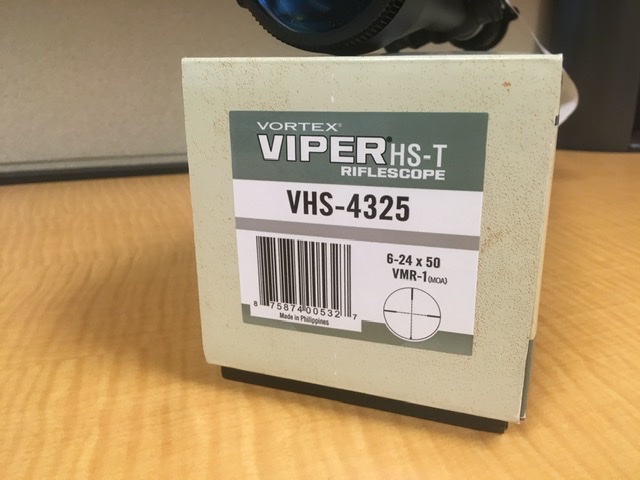 VORTEX®
VIPER® HS-T
RIFLESCOPE
VHS-4325
6-24 x 50
VMR-1 (MOA)
8 75874 00532 7
Made in Philippines